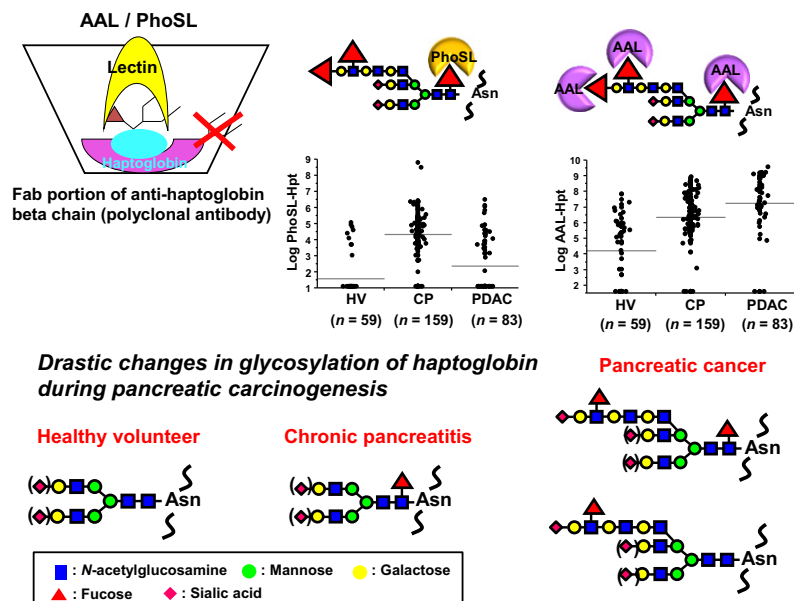 AAL / PhoSL
Lectin
Haptoglobin
Fab portion of anti-haptoglobin
beta chain (polyclonal antibody)
PhoSL
Asn
AAL
AAL
AAL
Asn
Log PhoSL-Hpt
9
8
7
6
5
4
3
2
1
HV
CP
PDAC
(n = 59)
(n = 159)
(n = 83)
Log AAL-Hpt
10
9
8
7
6
5
4
3
2
HV
CP
PDAC
(n = 59)
(n = 159)
(n = 83)
Drastic changes in glycosylation of haptoglobin
during pancreatic carcinogenesis
Pancreatic cancer
Healthy volunteer
Chronic pancreatitis
( )
( )
Asn
( )
( )
Asn
( )
( )
Asn
( )
( )
Asn
: N-acetylglucosamine
: Mannose
: Galactose
: Fucose
: Sialic acid